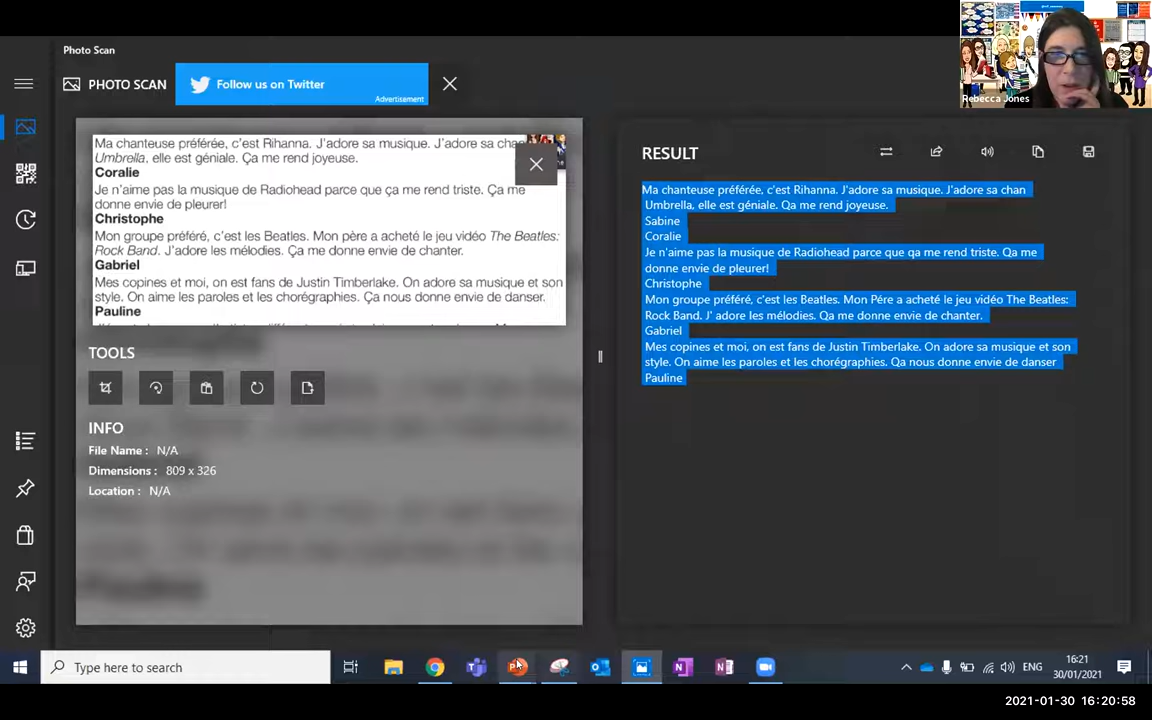 Photo Scan
PHOTO SCAN
Follow us on Twitter
Advertisement
Rebecca Jones
Ma chanteuse préférée, c'est Rihanna. J'adore sa musique. J'adore sa chan
Umbrella, elle est géniale. Ça me rend joyeuse.
Coralie
Je n'aime pas la musique de Radiohead parce que ça me rend triste. Ça me
donne envie de pleurer!
Christophe
Mon groupe préféré, c'est les Beatles. Mon père a acheté le jeu vidéo The Beatles:
Rock Band. J'adore les mélodies. Ça me donne envie de chanter.
Gabriel
Mes copines et moi, on est fans de Justin Timberlake. On adore sa musique et son
style. On aime les paroles et les chorégraphies. Ça nous donne envie de danser.
Pauline
TOOLS
INFO
File Name : N/A
Dimensions : 809 x 326
Location : N/A
RESULT
Ma chanteuse préférée, c'est Rihanna. J'adore sa musique. J'adore sa chan
Umbrella, elle est géniale. Qa me rend joyeuse.
Sabine
Coralie
Je n'aime pas la musique de Radiohead parce que qa me rend triste. Ça me
donne envie de pleurer!
Christophe
Mon groupe préféré, c'est les Beatles. Mon Pére a acheté le jeu vidéo The Beatles:
Rock Band. J' adore les mélodies. Qa me donne envie de chanter.
Gabriel
Mes copines et moi, on est fans de Justin Timberlake. On adore sa musique et son
style. On aime les paroles et les chorégraphies. Qa nous donne envie de danser
Pauline
Type here to search
ENG
16:21
30/01/2021
2021-01-30 16:20:58